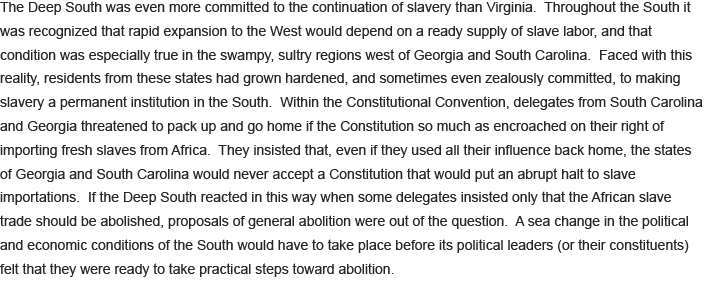 The Deep South was even more committed to the continuation of slavery than Virginia.  Throughout the South it
was recognized that rapid expansion to the West would depend on a ready supply of slave labor, and that
condition was especially true in the swampy, sultry regions west of Georgia and South Carolina.  Faced with this
reality, residents from these states had grown hardened, and sometimes even zealously committed, to making
slavery a permanent institution in the South.  Within the Constitutional Convention, delegates from South Carolina
and Georgia threatened to pack up and go home if the Constitution so much as encroached on their right of
importing fresh slaves from Africa.  They insisted that, even if they used all their influence back home, the states
of Georgia and South Carolina would never accept a Constitution that would put an abrupt halt to slave
importations.  If the Deep South reacted in this way when some delegates insisted only that the African slave
trade should be abolished, proposals of general abolition were out of the question.  A sea change in the political
and economic conditions of the South would have to take place before its political leaders (or their constituents)
felt that they were ready to take practical steps toward abolition.